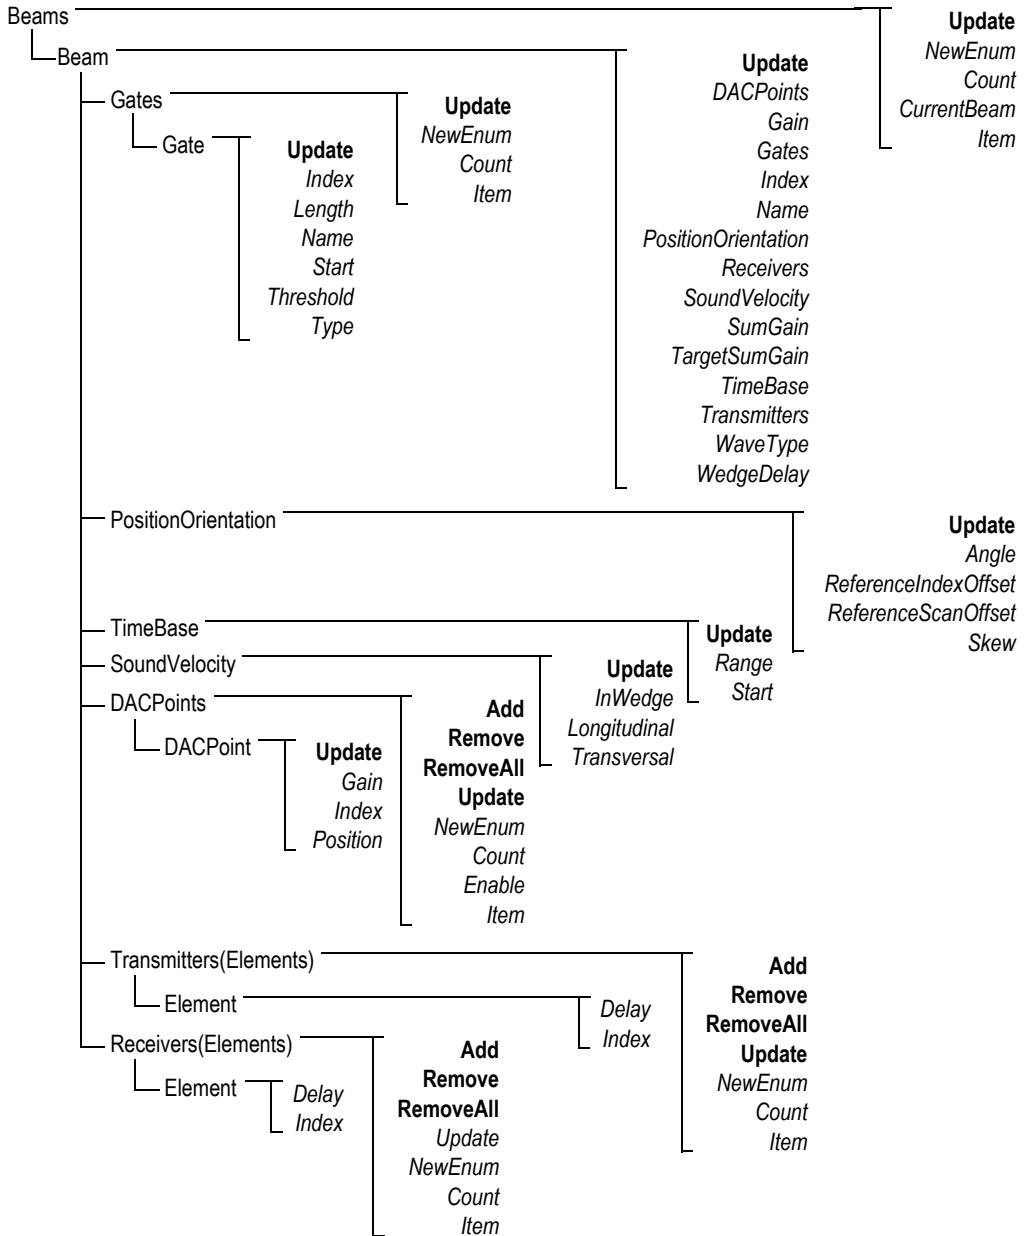 Beams
Update
NewEnum
Count
CurrentBeam
Item
Beam
Update
DACPoints
Gain
Gates
Index
Name
PositionOrientation
Receivers
SoundVelocity
SumGain
TargetSumGain
TimeBase
Transmitters
WaveType
WedgeDelay
Gates
Update
NewEnum
Count
Item
Gate
Update
Index
Length
Name
Start
Threshold
Type
PositionOrientation
Update
Angle
ReferenceIndexOffset
ReferenceScanOffset
Skew
TimeBase
Update
Range
Start
SoundVelocity
Update
InWedge
Longitudinal
Transversal
DACPoints
Add
Remove
RemoveAll
Update
NewEnum
Count
Enable
Item
DACPoint
Update
Gain
Index
Position
Transmitters(Elements)
Add
Remove
RemoveAll
Update
NewEnum
Count
Item
Element
Delay
Index
Receivers(Elements)
Add
Remove
RemoveAll
Update
NewEnum
Count
Item
Element
Delay
Index